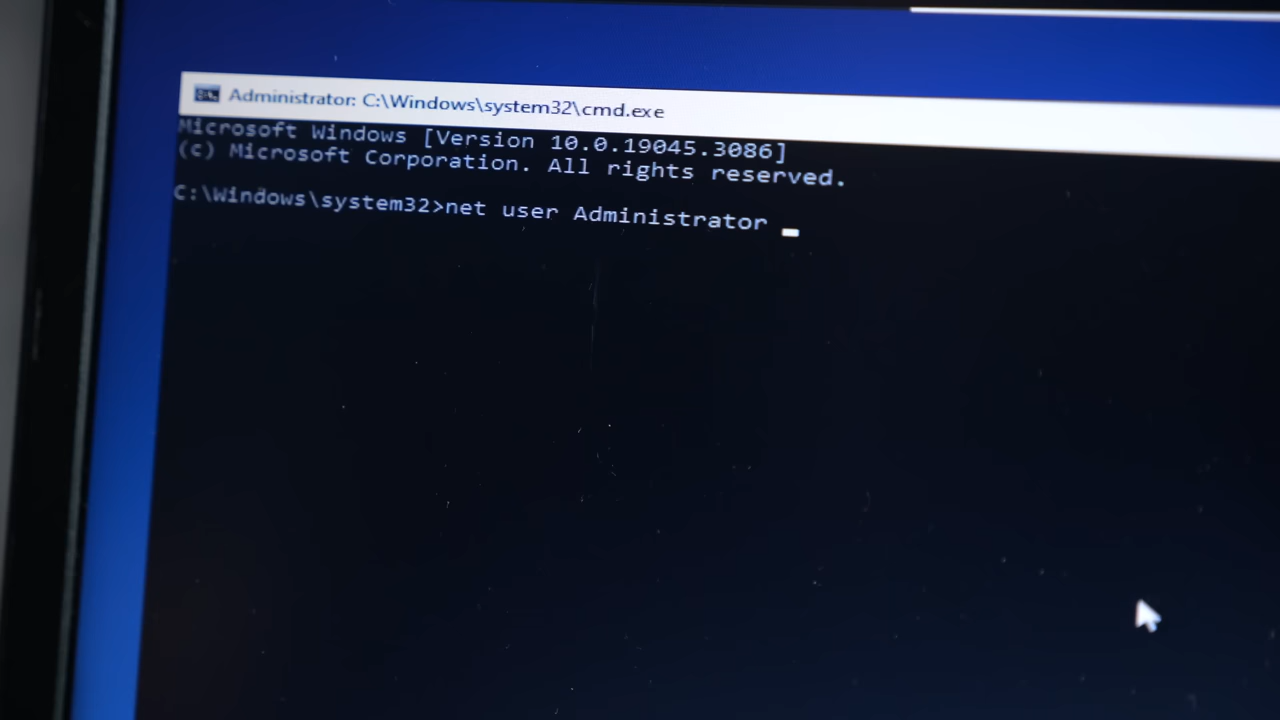 Administrator: C:\Windows\system32\cmd.exe
Microsoft Windows [Version 10.0.19045.3086]
(c) Microsoft Corporation. All rights reserved.
C:\Windows\system32>net user Administrator